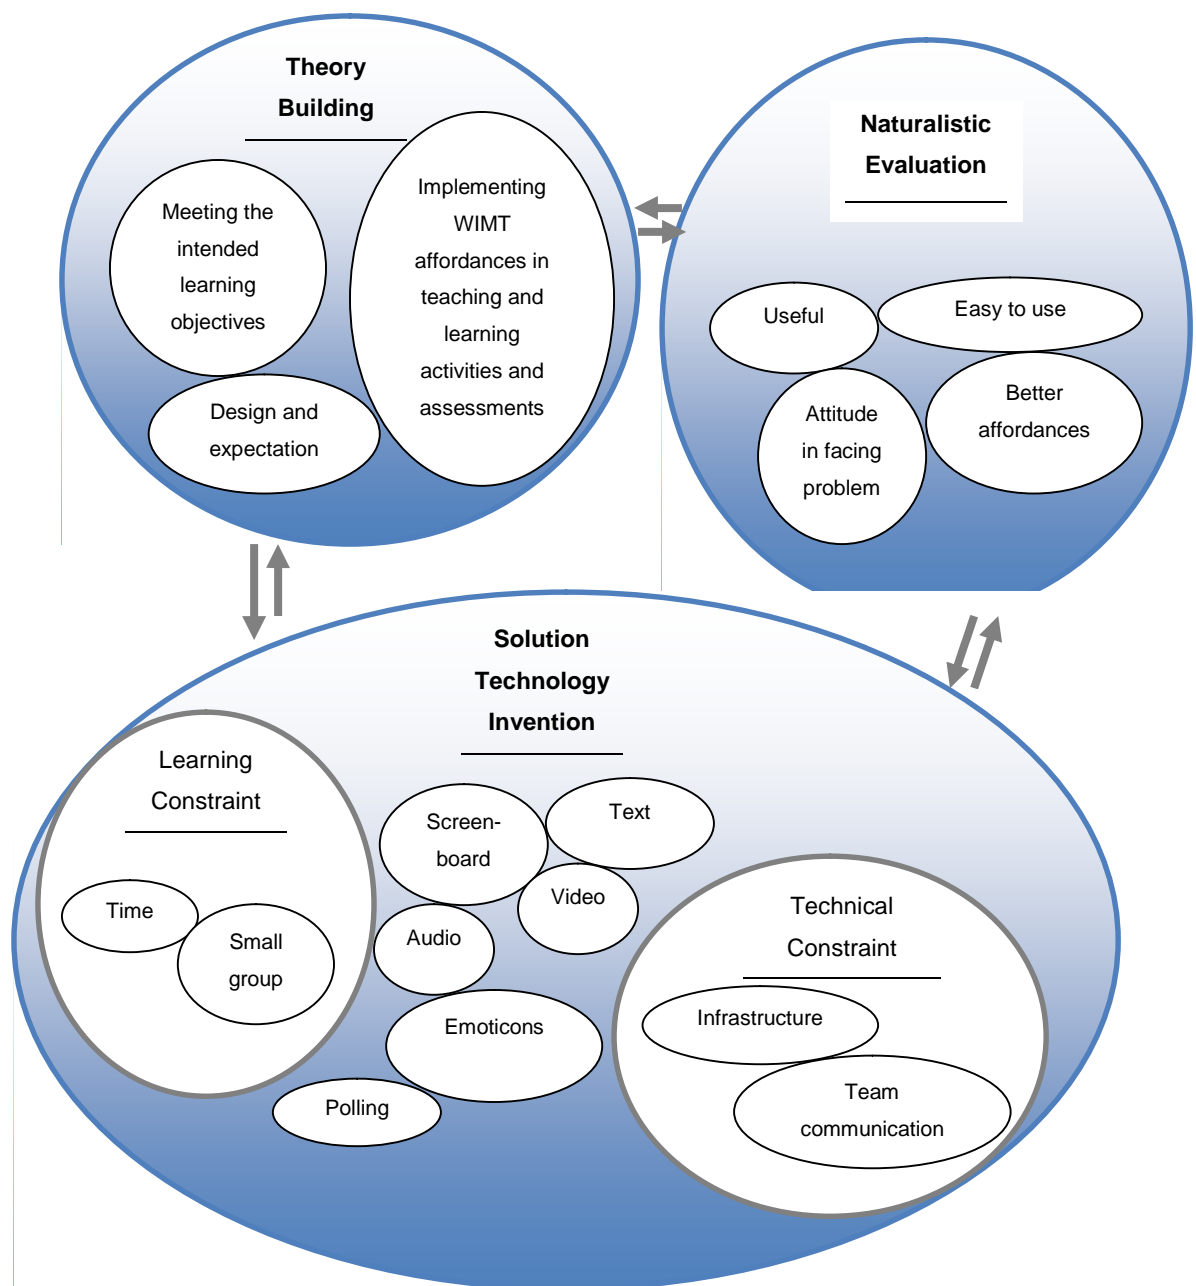 Theory
Building
Meeting the
intended
learning
objectives
Implementing
WIMT
affordances in
teaching and
learning
activities and
assessments
Design and
expectation
Naturalistic
Evaluation
Useful
Easy to use
Attitude
in facing
problem
Better
affordances
Solution
Technology
Invention
Learning
Constraint
Time
Small
group
Screen-
board
Text
Video
Audio
Emoticons
Polling
Technical
Constraint
Infrastructure
Team
communication